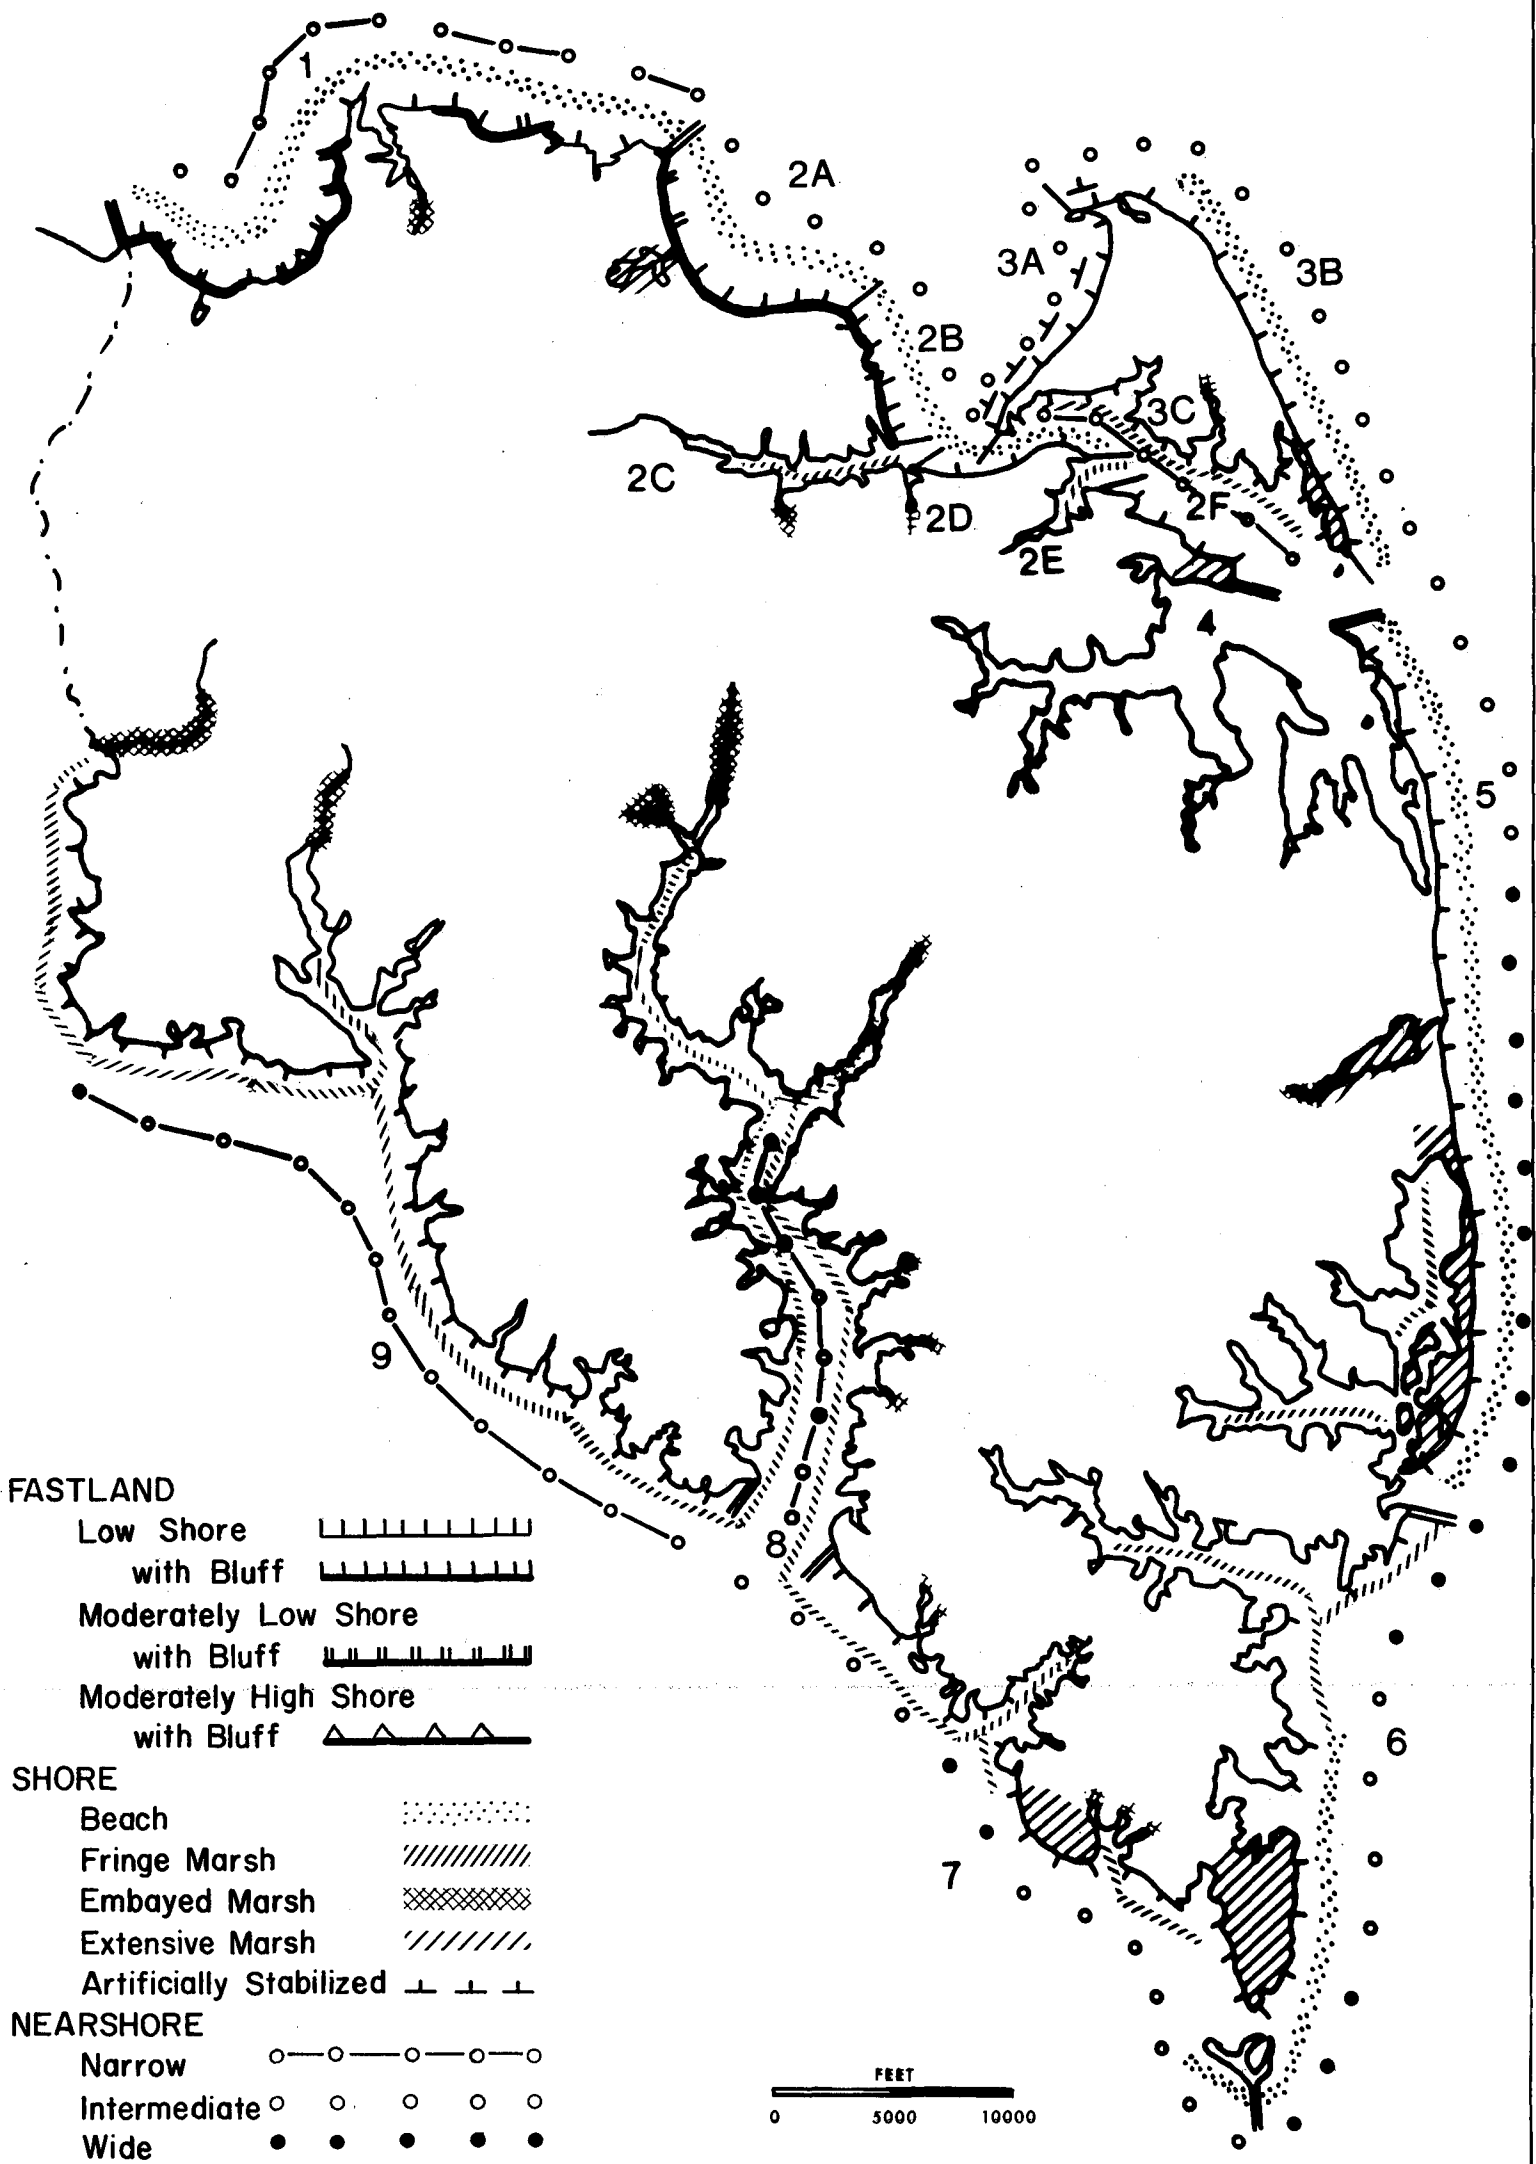 1
2A
3A
3B
2B
3C
2C
2D
2F
2E
4
5
9
8
6
7
FASTLAND
Low Shore
with Bluff
Moderately Low Shore
with Bluff
Moderately High Shore
with Bluff
SHORE
Beach
Fringe Marsh
Embayed Marsh
Extensive Marsh
Artificially Stabilized
NEARSHORE
Narrow
Intermediate
Wide
FEET
0 5000 10000